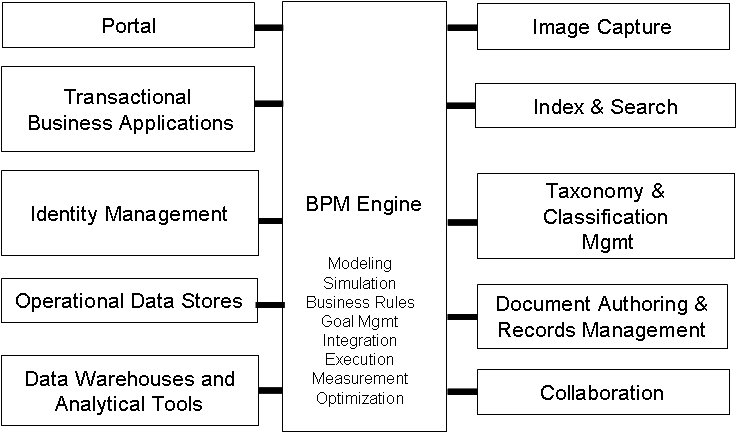 Portal
Transactional
Business Applications
Identity Management
Operational Data Stores
Data Warehouses and
Analytical Tools
BPM Engine
Modeling
Simulation
Business Rules
Goal Mgmt
Integration
Execution
Measurement
Optimization
Image Capture
Index & Search
Taxonomy &
Classification
Mgmt
Document Authoring &
Records Management
Collaboration